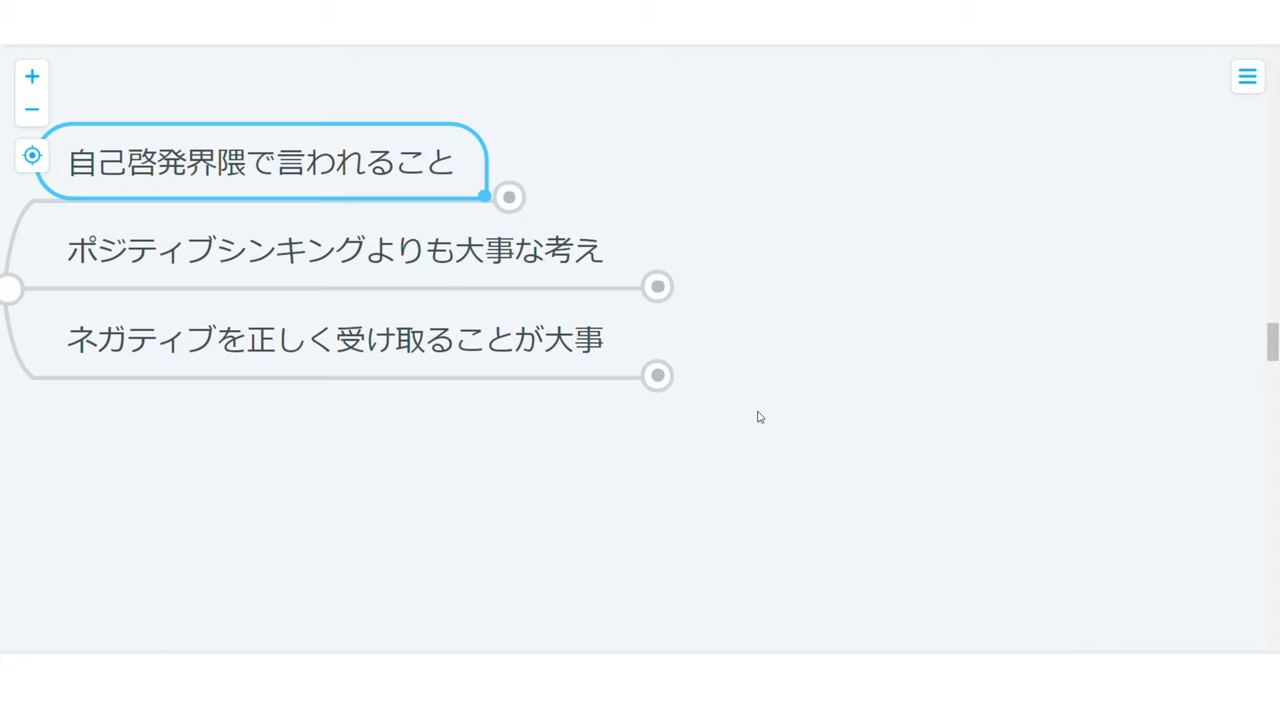 自己啓発界隈で言われること
ポジティブシンキングよりも大事な考え
ネガティブを正しく受け取ることが大事